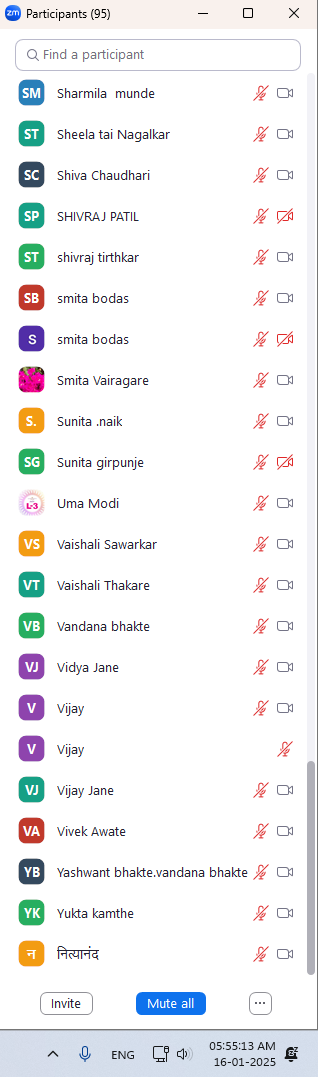 zm Participants (95)
Find a participant
SM Sharmila munde
ST Sheela tai Nagalkar
SC Shiva Chaudhari
SP SHIVRAJ PATIL
ST shivraj tirthkar
SB smita bodas
S smita bodas
Smita Vairagare
S. Sunita .naik
SG Sunita girpunje
L-3 Uma Modi
VS Vaishali Sawarkar
VT Vaishali Thakare
VB Vandana bhakte
VJ Vidya Jane
V Vijay
V Vijay
VJ Vijay Jane
VA Vivek Awate
YB Yashwant bhakte.vandana bhakte
YK Yukta kamthe
न नित्यानंद
Invite Mute all ...
ENG 05:55:13 AM
16-01-2025